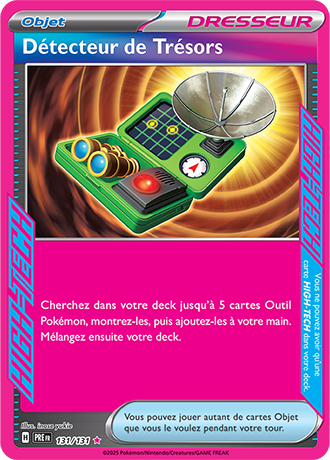 Objet
DRESSEUR
Détecteur de Trésors
HIGH-TECH
HIGH-TECH
Vous ne pouvez avoir qu'une
carte HIGH-TECH dans votre deck.
Cherchez dans votre deck jusqu'à 5 cartes Outil
Pokémon, montrez-les, puis ajoutez-les à votre main.
Mélangez ensuite votre deck.
Illus. inose yukie
H PRE FR 131/131
Vous pouvez jouer autant de cartes Objet
que vous le voulez pendant votre tour.
©2025 Pokémon/Nintendo/Creatures/GAME FREAK